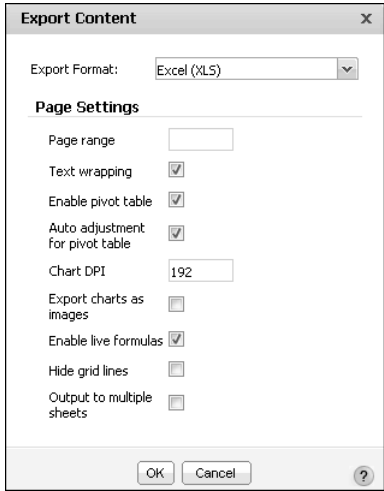 Export Content x
Export Format: Excel (XLS)
Page Settings
Page range
Text wrapping
Enable pivot table
Auto adjustment
for pivot table
Chart DPI 192
Export charts as
images
Enable live formulas
Hide grid lines
Output to multiple
sheets
OK Cancel ?